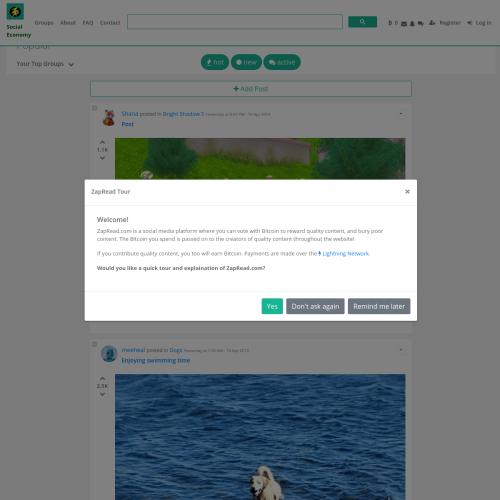 Social
Economy
Groups About FAQ Contact
0
Register
Log in
Popular
Your Top Groups
hot
new
active
Add Post
Shana posted in Bright Shadow 3
Post
1.1K
ZapRead Tour
×
Welcome!
ZapRead.com is a social media platform where you can vote with Bitcoin to reward quality content, and bury poor
content. The Bitcoin you spend is passed on to the creators of quality content throughout the website!
If you contribute quality content, you too will earn Bitcoin. Payments are made over the Lightning Network.
Would you like a quick tour and explaination of ZapRead.com?
Yes
Don't ask again
Remind me later
meeheal posted in Dogs
Enjoying swimming time
2.5K